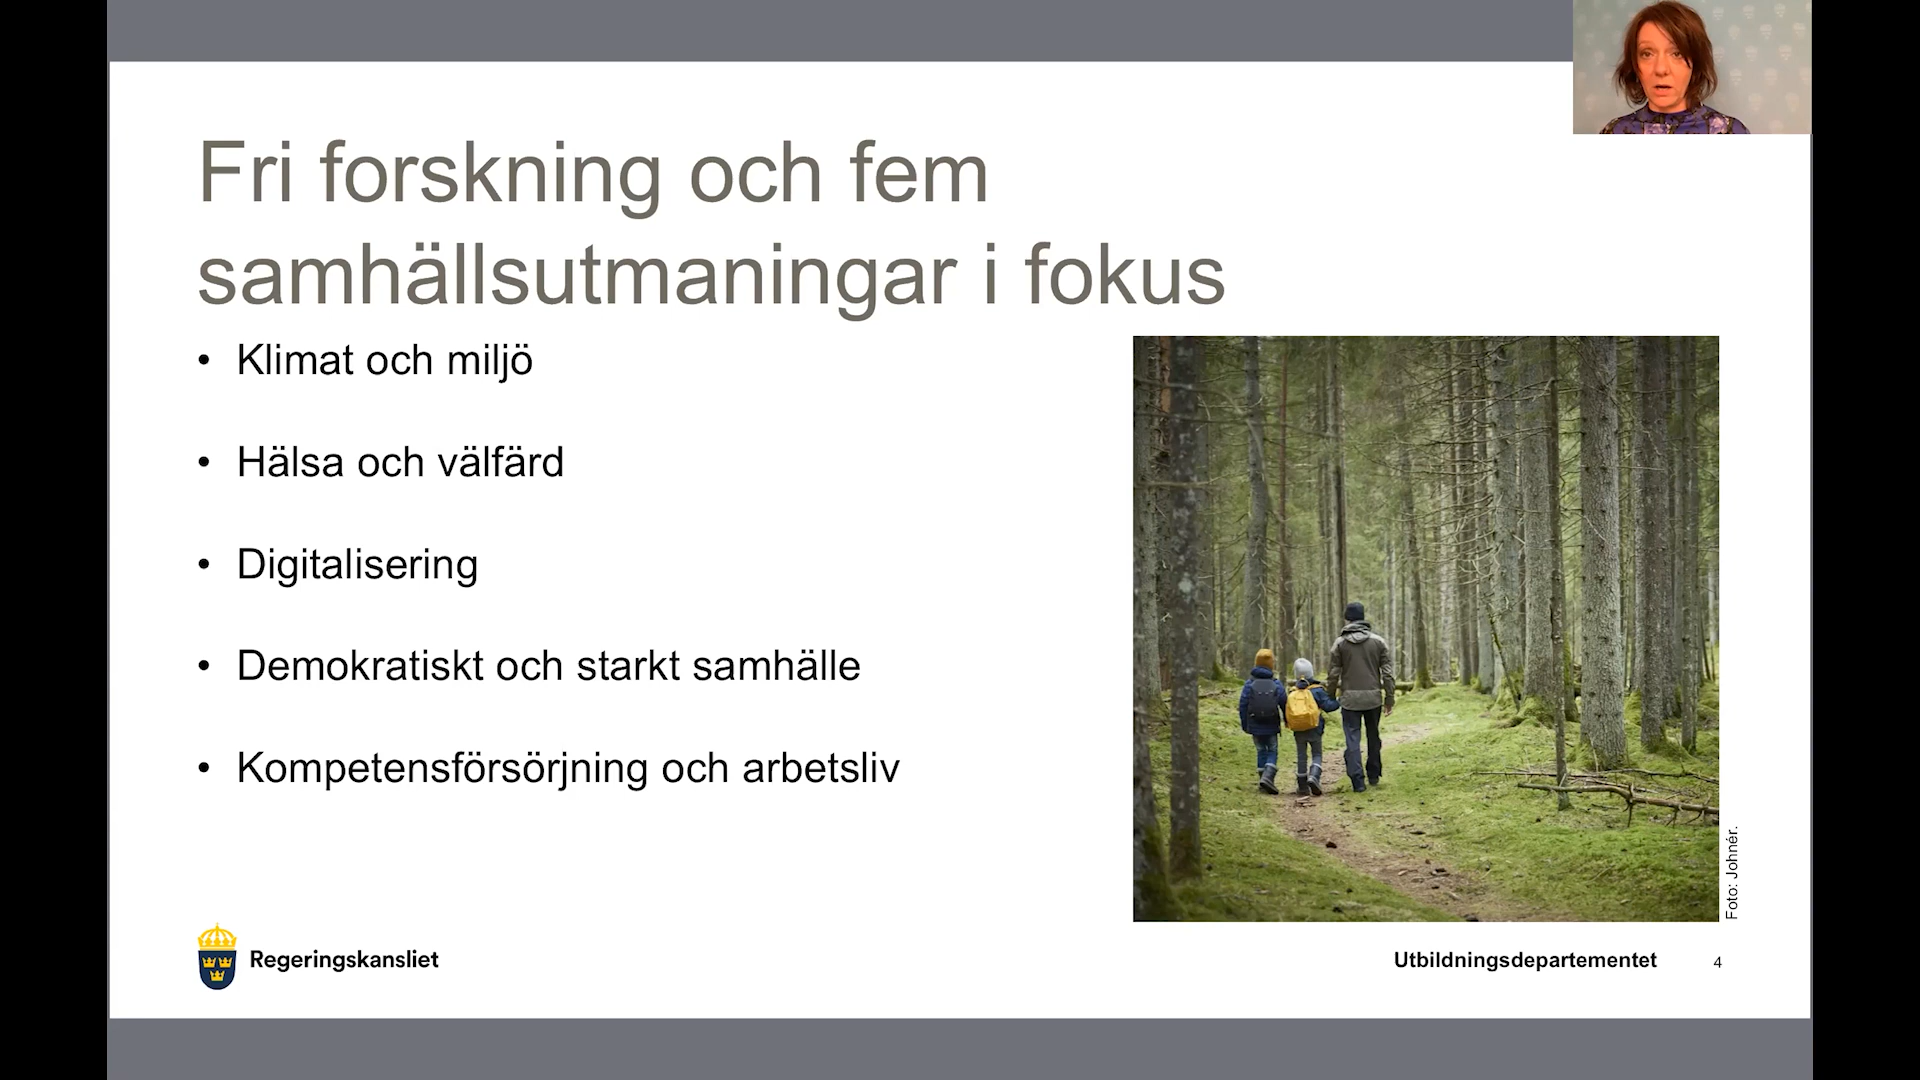 Fri forskning och fem
samhällsutmaningar i fokus
• Klimat och miljö
• Hälsa och välfärd
• Digitalisering
• Demokratiskt och starkt samhälle
• Kompetensförsörjning och arbetsliv
Foto: Johnér.
Regeringskansliet
Utbildningsdepartementet
4